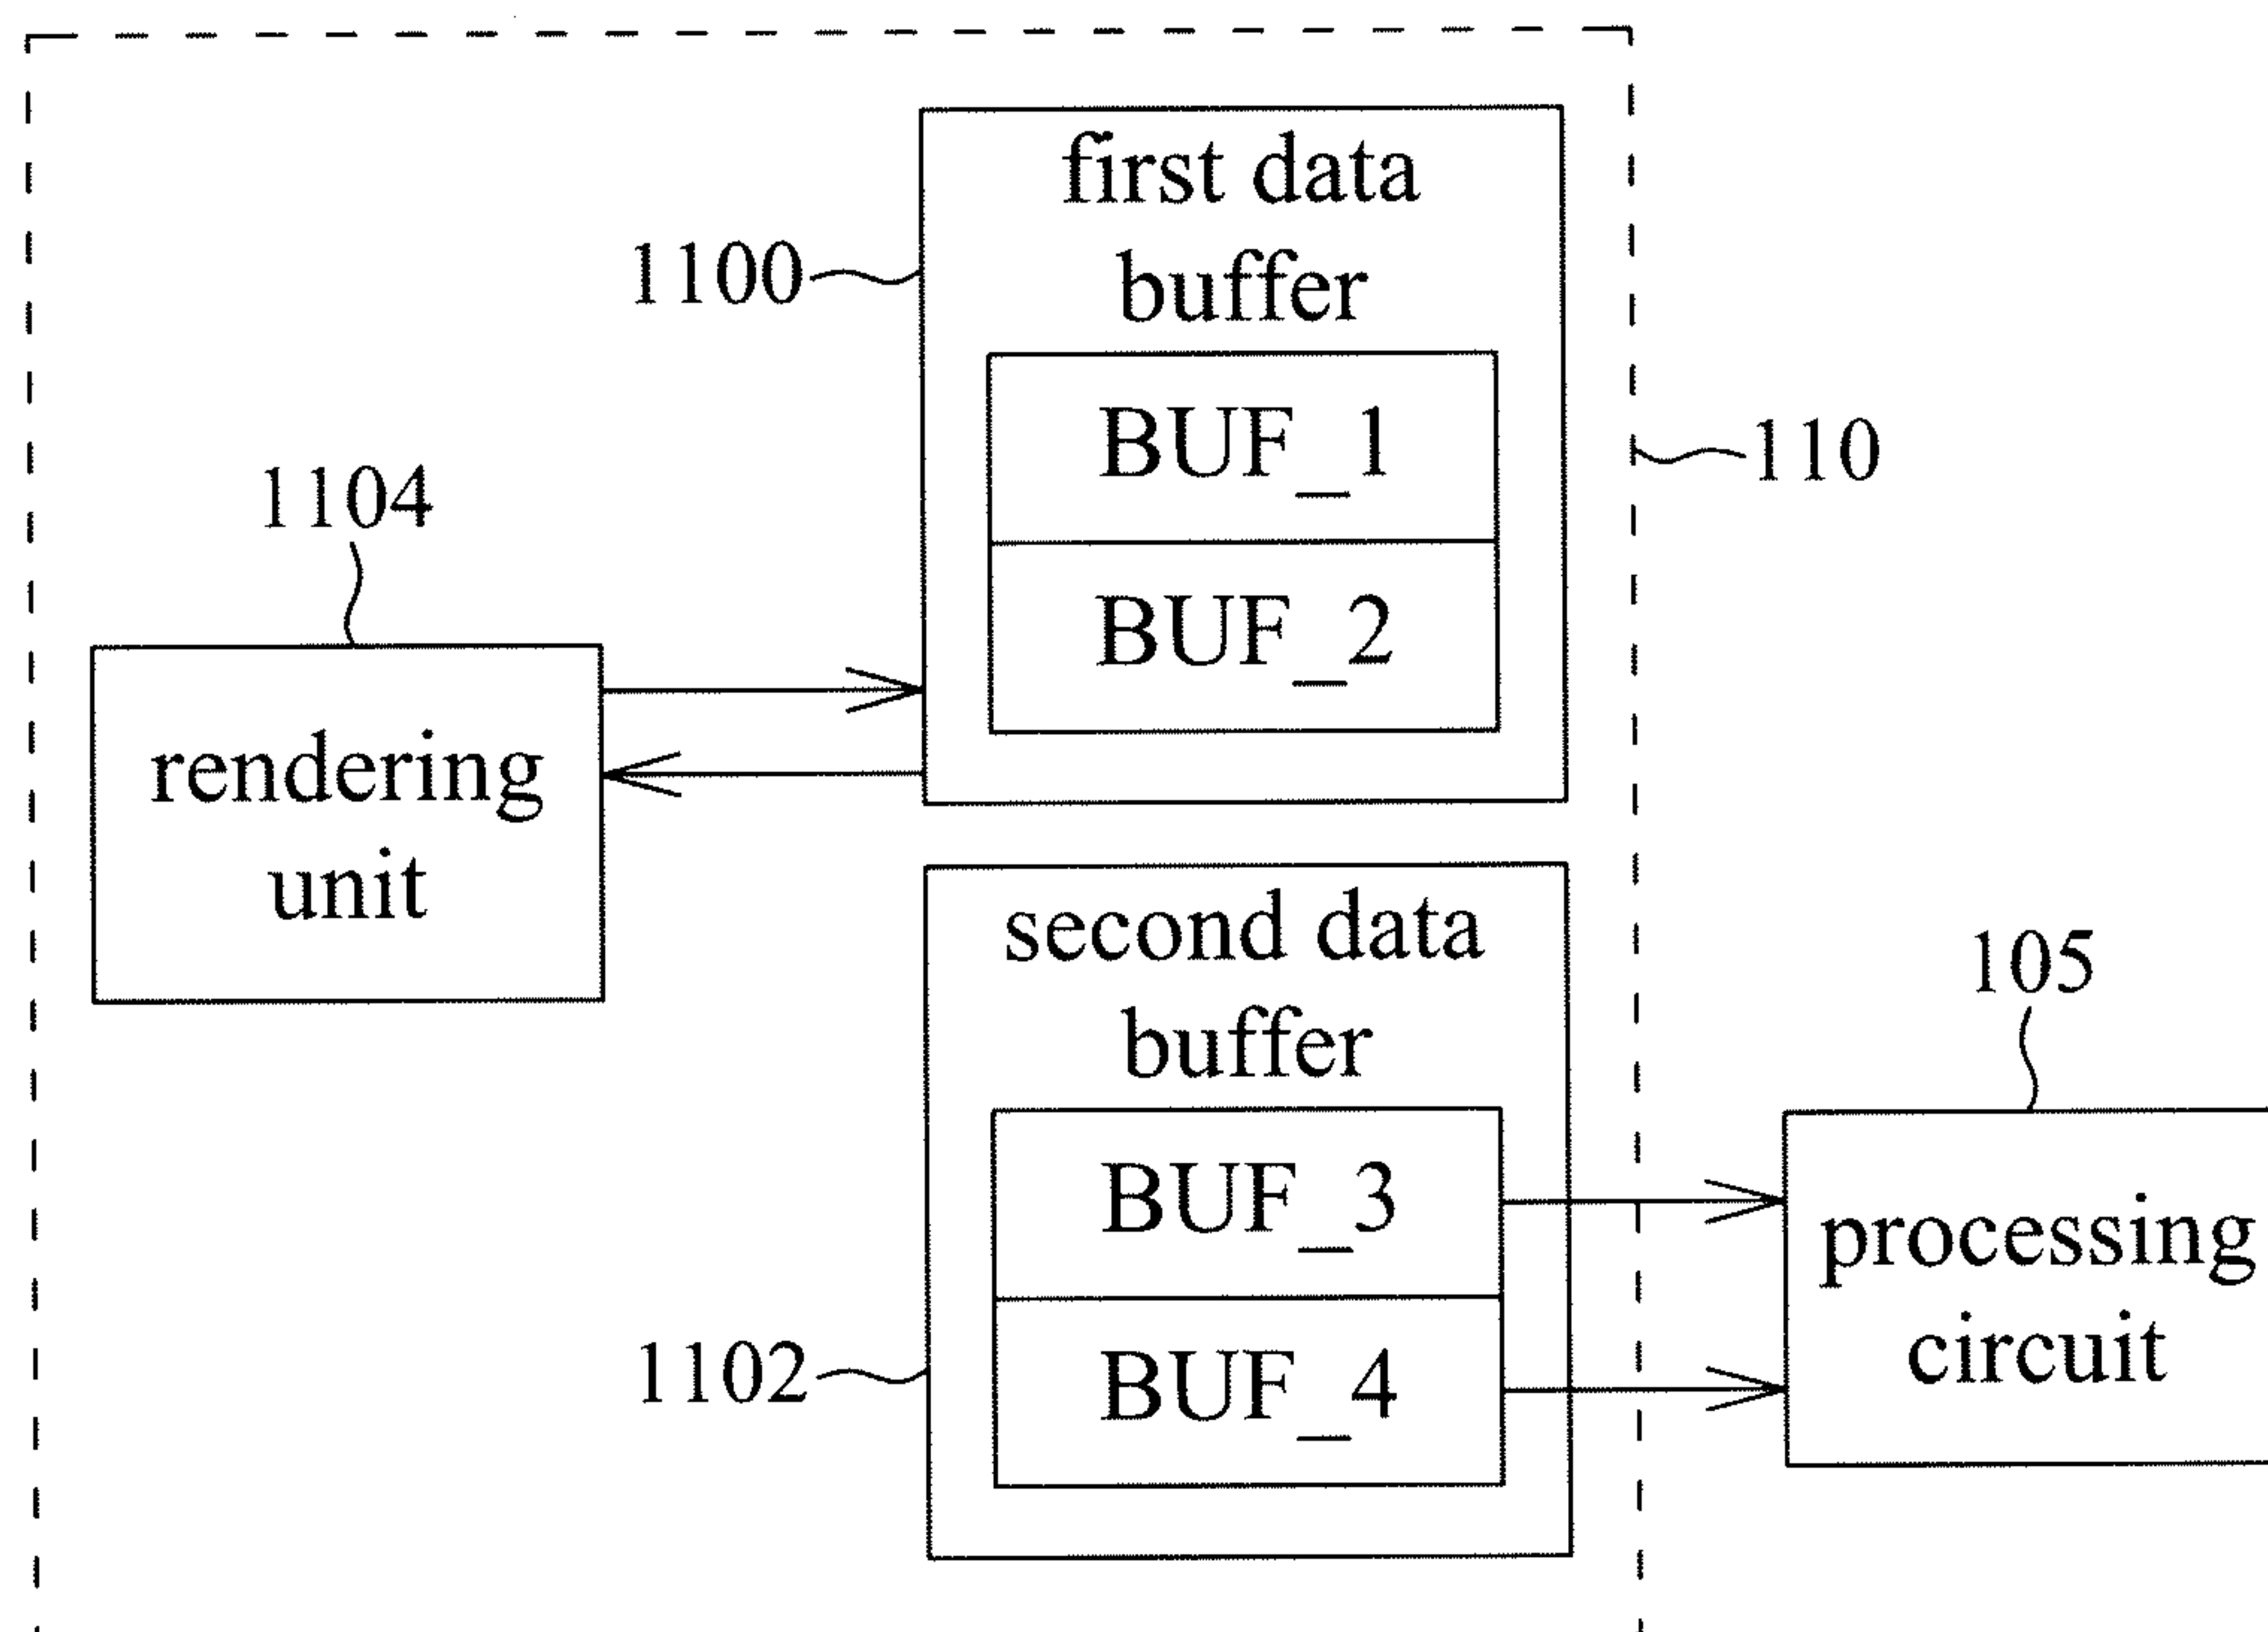 first data
buffer
1100
BUF_1
110
1104
BUF_2
rendering
unit
second data
buffer
105
BUF_3
processing
circuit
1102
BUF_4